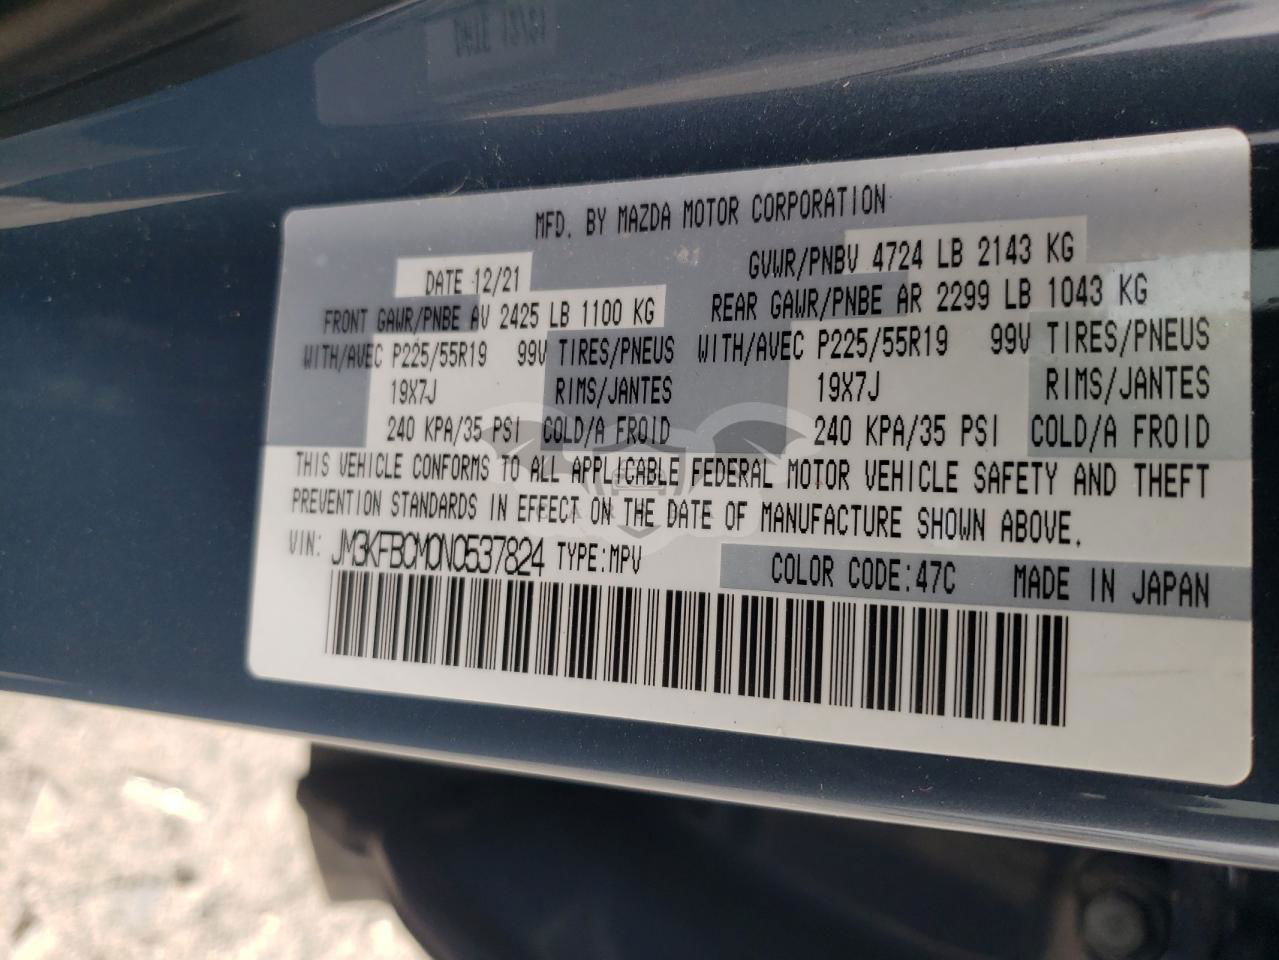 MFD. BY MAZDA MOTOR CORPORATION
DATE 12/21 GVWR/PNBV 4724 LB 2143 KG
FRONT GAWR/PNBE AV 2425 LB 1100 KG REAR GAWR/PNBE AR 2299 LB 1043 KG
WITH/AVEC P225/55R19 99V TIRES/PNEUS WITH/AVEC P225/55R19 99V TIRES/PNEUS
19X7J RIMS/JANTES 19X7J RIMS/JANTES
240 KPA/35 PSI COLD/A FROID 240 KPA/35 PSI COLD/A FROID
THIS VEHICLE CONFORMS TO ALL APPLICABLE FEDERAL MOTOR VEHICLE SAFETY AND THEFT
PREVENTION STANDARDS IN EFFECT ON THE DATE OF MANUFACTURE SHOWN ABOVE.
VIN: JM3KFBCM0N0537824 TYPE:MPV COLOR CODE:47C MADE IN JAPAN